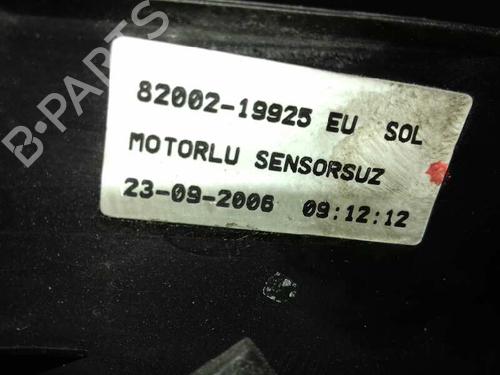 B-PARTS
82002-19925 EU SOL
MOTORLU SENSORSUZ
23-09-2006 09:12:12